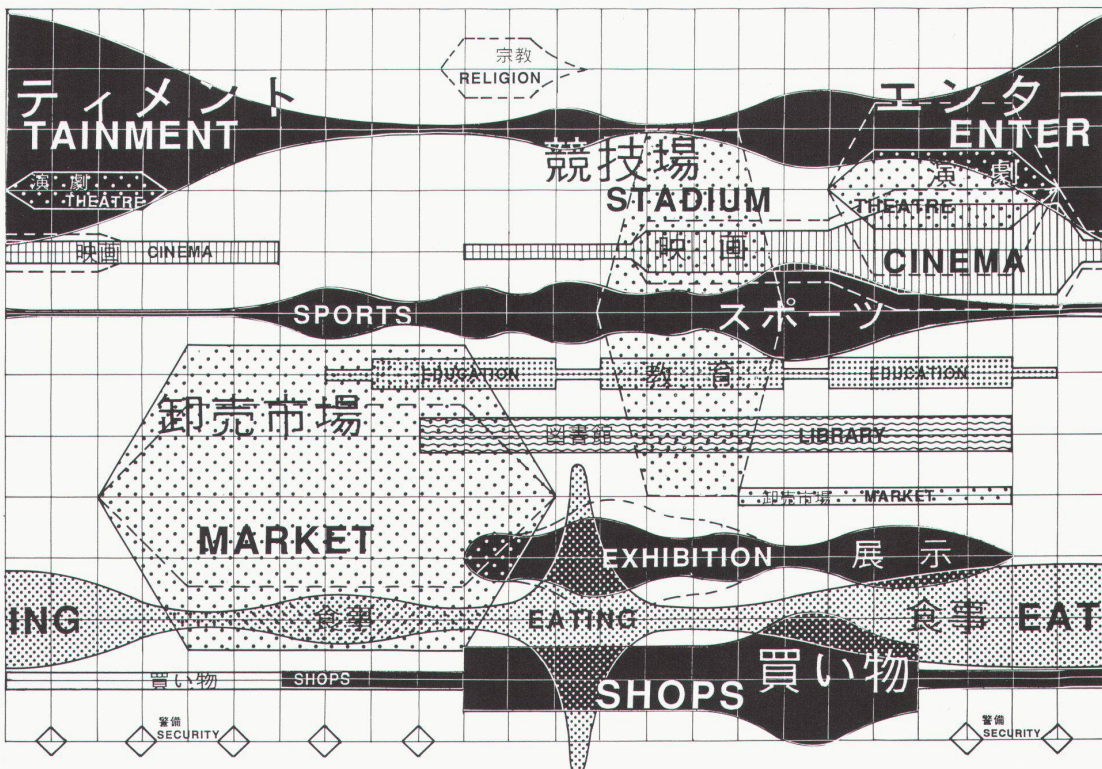 宗教
RELIGION
ティメント
TAINMENT
エンター
ENTER
競技場
STADIUM
演劇
THEATRE
演劇
THEATRE
映画 CINEMA
映画
CINEMA
SPORTS
スポーツ
EDUCATION
教育
EDUCATION
卸売市場
図書館
LIBRARY
卸売市場 MARKET
MARKET
EXHIBITION
展示
ING
食事
EATING
食事
EAT
買い物
SHOPS
SHOPS
買い物
警備
SECURITY
警備
SECURITY